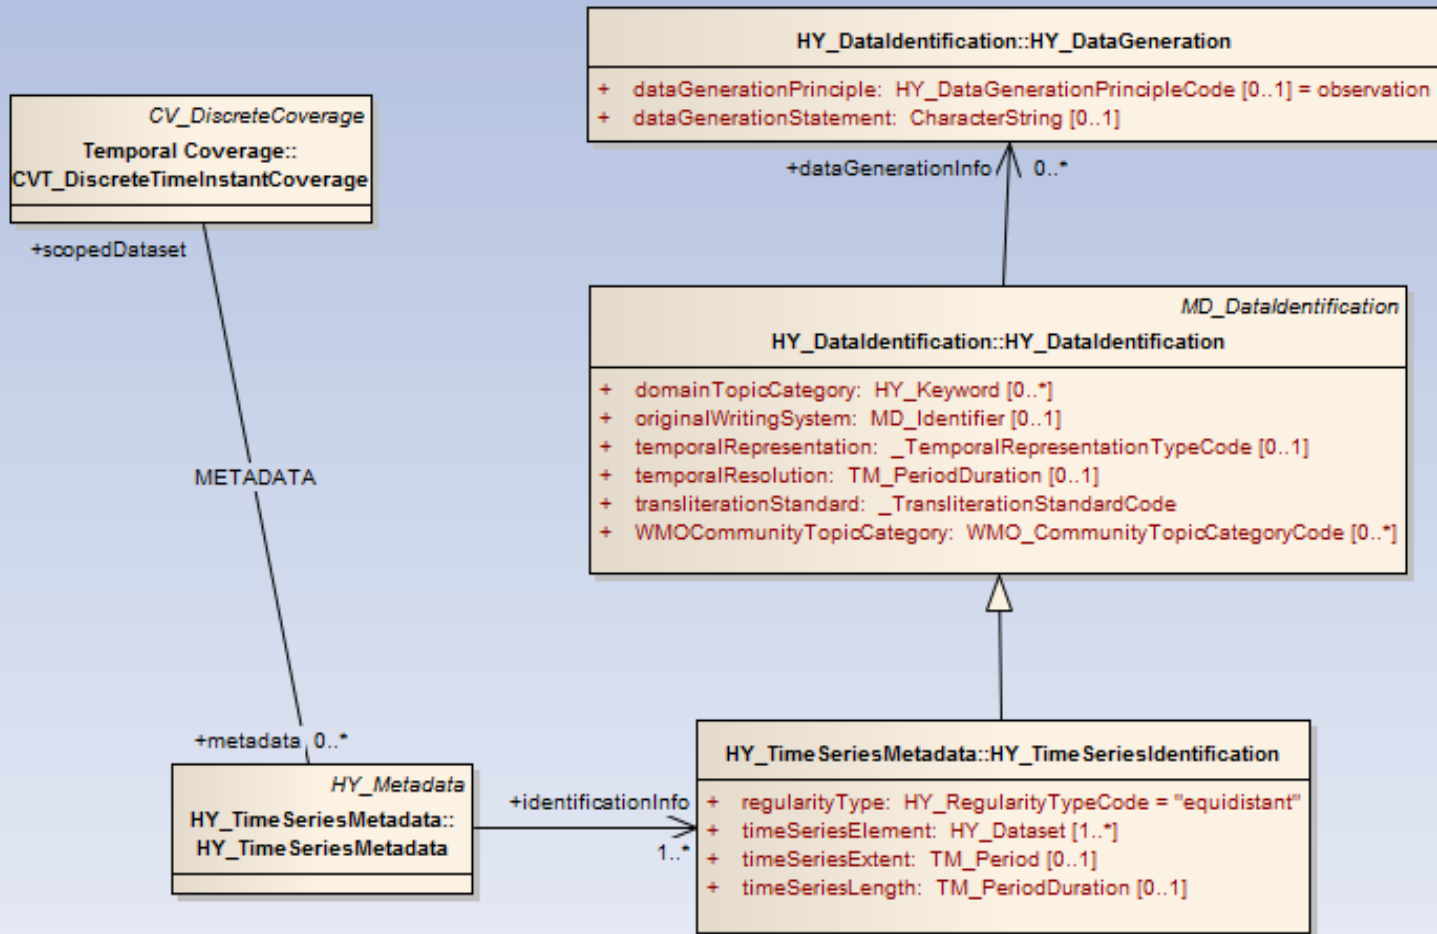 HY_DataIdentification::HY_DataGeneration
+ dataGenerationPrinciple: HY_DataGenerationPrincipleCode [0..1] = observation
+ dataGenerationStatement: CharacterString [0..1]
CV_DiscreteCoverage
Temporal Coverage::
CVT_DiscreteTimeInstantCoverage
+dataGenerationInfo 0..*
+scopedDataset
MD_DataIdentification
HY_DataIdentification::HY_DataIdentification
+ domainTopicCategory: HY_Keyword [0..*]
+ originalWritingSystem: MD_Identifier [0..1]
+ temporalRepresentation: _TemporalRepresentationTypeCode [0..1]
+ temporalResolution: TM_PeriodDuration [0..1]
+ transliterationStandard: _TransliterationStandardCode
+ WMOCommunityTopicCategory: WMO_CommunityTopicCategoryCode [0..*]
METADATA
+metadata 0..*
HY_Metadata
HY_TimeSeriesMetadata::
HY_TimeSeriesMetadata
+identificationInfo
1..*
HY_TimeSeriesMetadata::HY_TimeSeriesIdentification
+ regularityType: HY_RegularityTypeCode = "equidistant"
+ timeSeriesElement: HY_Dataset [1..*]
+ timeSeriesExtent: TM_Period [0..1]
+ timeSeriesLength: TM_PeriodDuration [0..1]